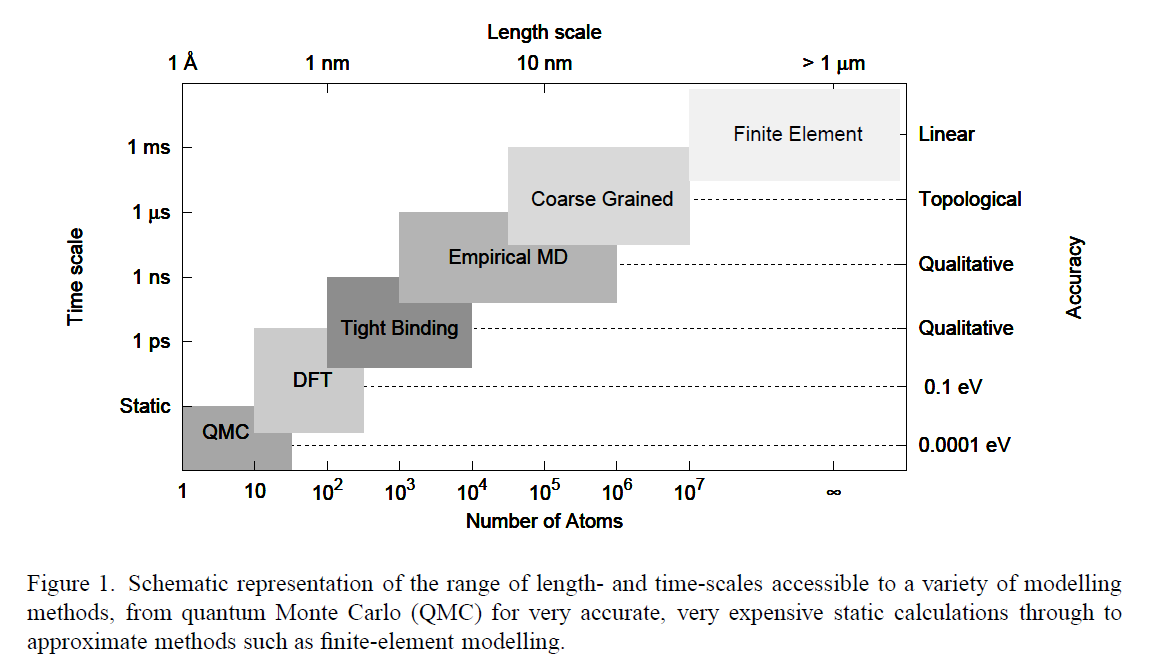 Length scale
1 Å 1 nm 10 nm > 1 μm
Finite Element
Linear
1 ms
Coarse Grained
Topological
1 μs
Empirical MD
Qualitative
1 ns
Tight Binding
Qualitative
1 ps
DFT
0.1 eV
Static
QMC
0.0001 eV
Time scale
Accuracy
1 10 10² 10³ 10⁴ 10⁵ 10⁶ 10⁷ ∞
Number of Atoms
Figure 1. Schematic representation of the range of length- and time-scales accessible to a variety of modelling
methods, from quantum Monte Carlo (QMC) for very accurate, very expensive static calculations through to
approximate methods such as finite-element modelling.